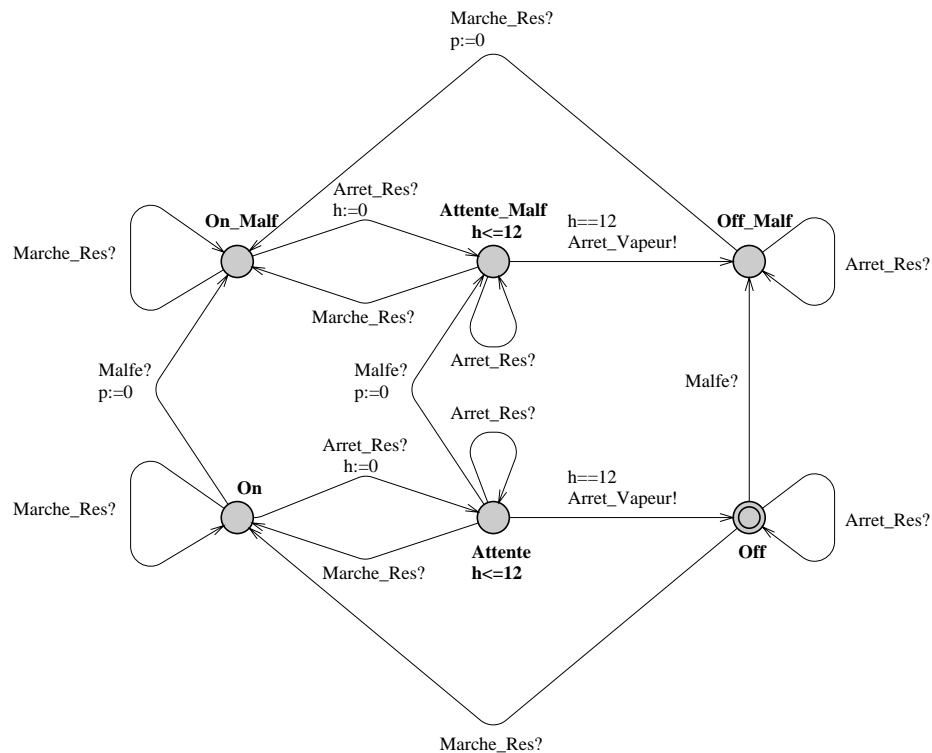 Marche_Res?
p:=0
Arret_Res?
h:=0
On_Malf
Attente_Malf
h<=12
h==12
Arret_Vapeur!
Off_Malf
Marche_Res?
Arret_Res?
Marche_Res?
Arret_Res?
Malfe?
p:=0
Malfe?
p:=0
Malfe?
Arret_Res?
Arret_Res?
h:=0
h==12
Arret_Vapeur!
On
Marche_Res?
Arret_Res?
Attente
h<=12
Off
Marche_Res?
Marche_Res?